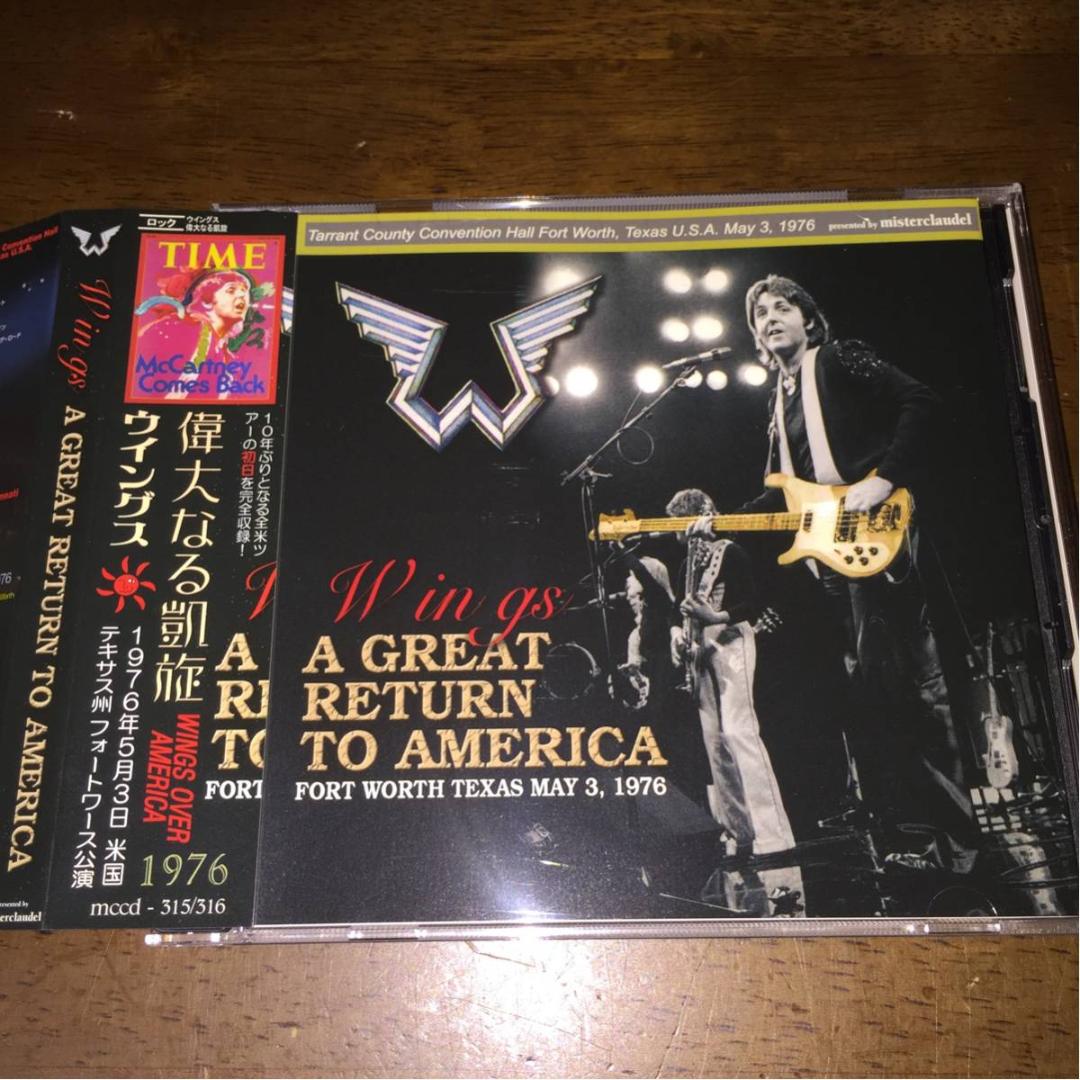 Convention Hall
U.S.A.
Wings A GREAT RETURN TO AMERICA
ロック
ウイングス
偉大なる凱旋
TIME
McCartney
Comes Back
10年ぶりとなる全米ツ
アーの初日を完全収録!
偉大なる凱旋
ウイングス
WINGS OVER
AMERICA
1976年5月3日 米国
テキサス州 フォートワース公演
1976
mccd - 315/316
A
TO
FORT
Tarrant County Convention Hall Fort Worth, Texas U.S.A. May 3, 1976
presented by misterclaudel
Wings
A GREAT
RETURN
TO AMERICA
FORT WORTH TEXAS MAY 3, 1976